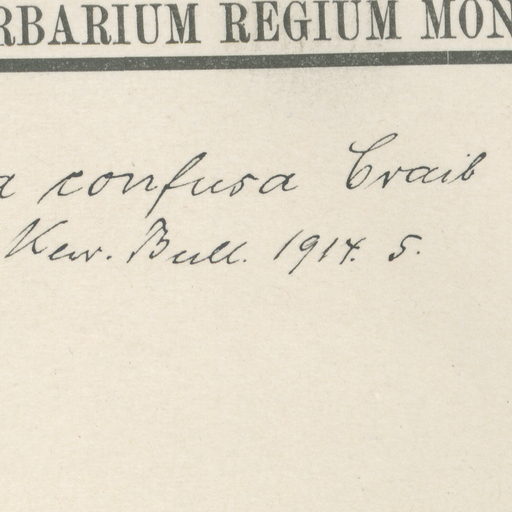 RBARIUM REGIUM MON
a confusa Craib
Kew. Bull. 1914. 5.